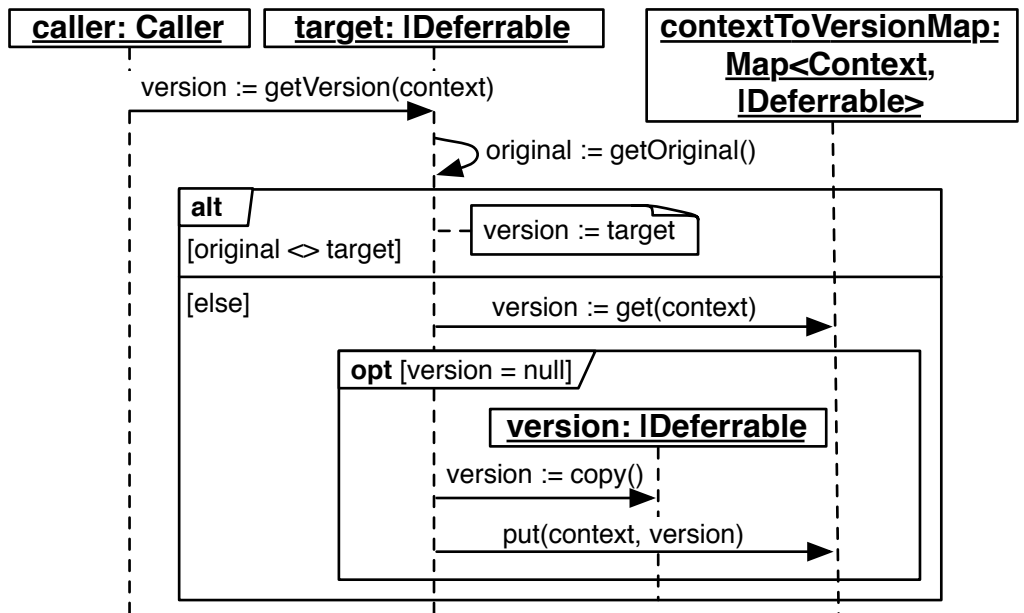 caller: Caller
target: IDeferrable
contextToVersionMap:
Map<Context,
IDeferrable>
version := getVersion(context)
original := getOriginal()
alt
version := target
[original <> target]
[else]
version := get(context)
opt [version = null]
version: IDeferrable
version := copy()
put(context, version)